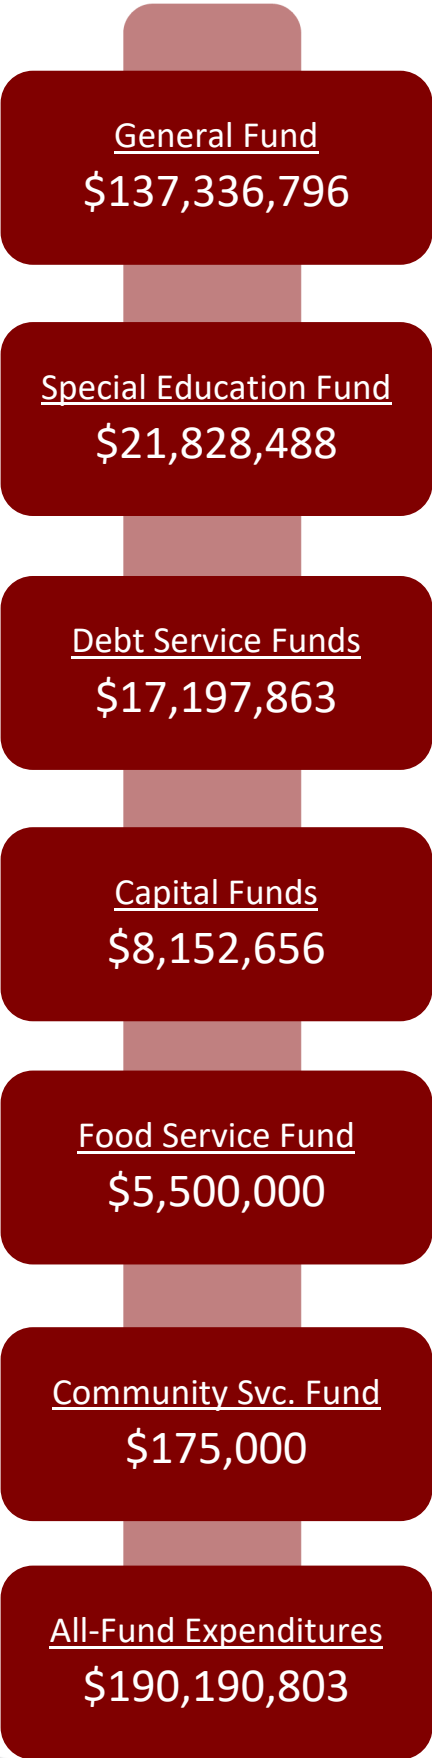 General Fund
$137,336,796
Special Education Fund
$21,828,488
Debt Service Funds
$17,197,863
Capital Funds
$8,152,656
Food Service Fund
$5,500,000
Community Svc. Fund
$175,000
All-Fund Expenditures
$190,190,803